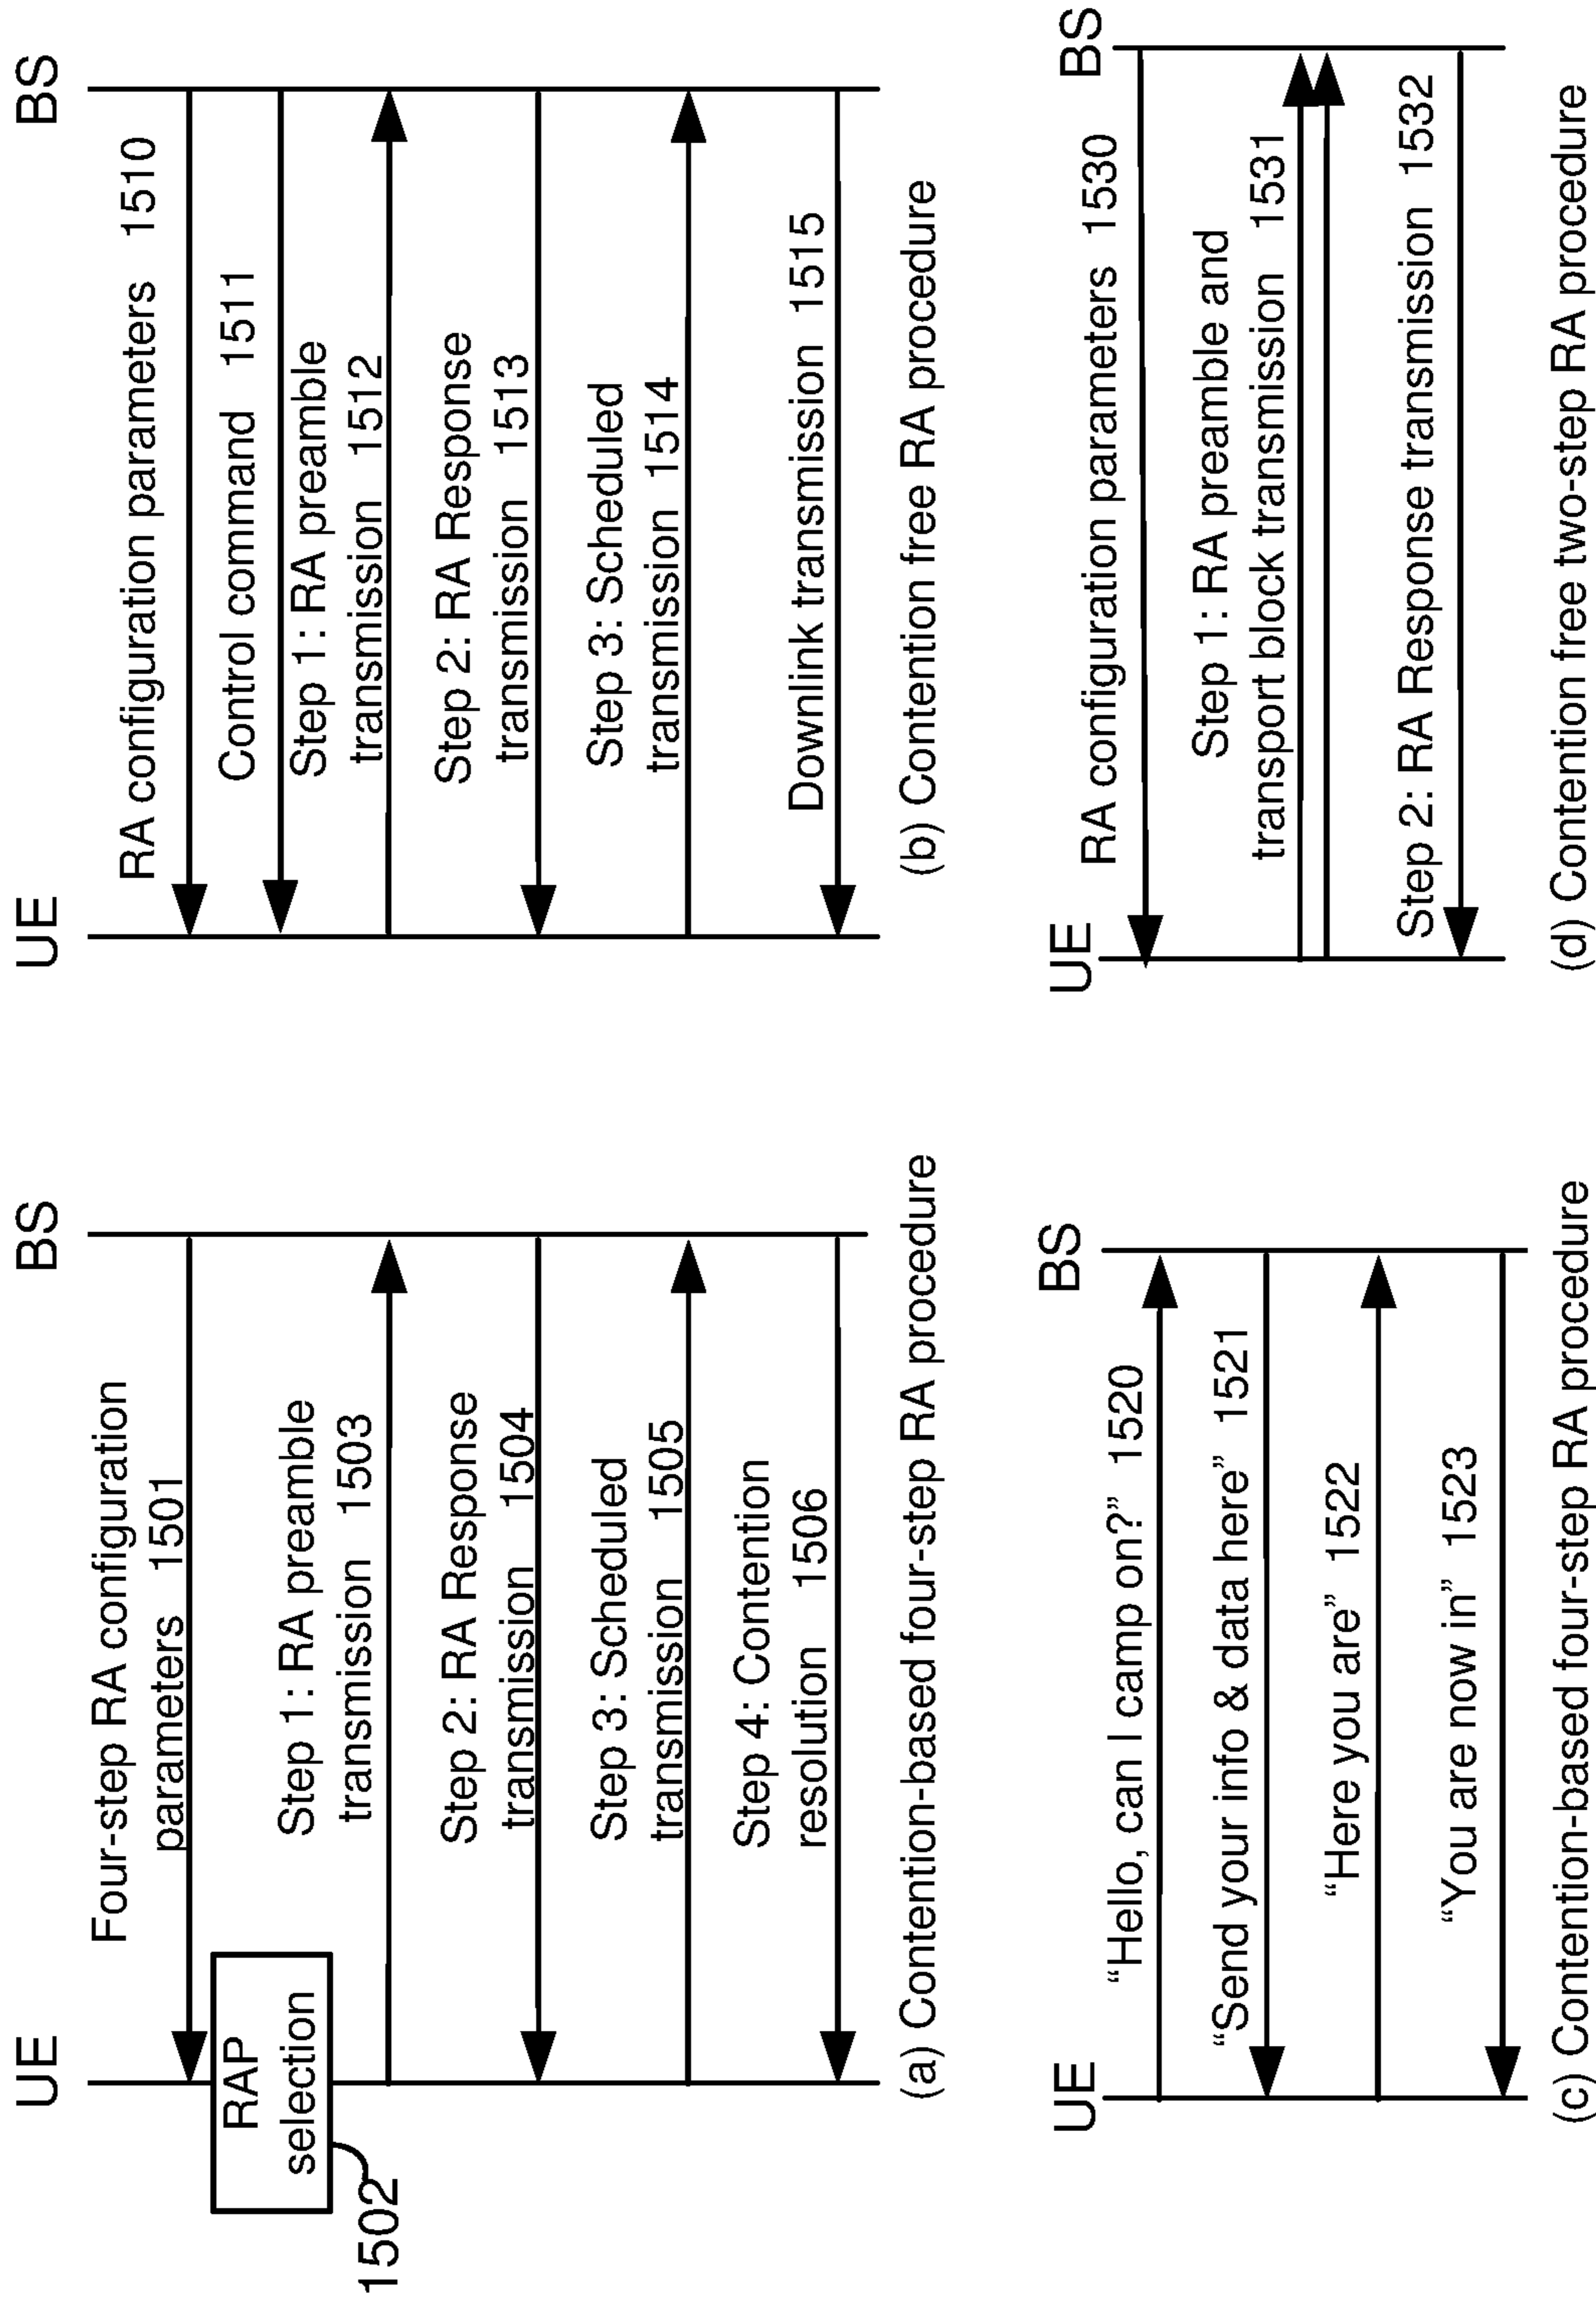 UE
BS
Four-step RA configuration
parameters 1501
RAP
selection
1502
Step 1: RA preamble
transmission 1503
Step 2: RA Response
transmission 1504
Step 3: Scheduled
transmission 1505
Step 4: Contention
resolution 1506
(a) Contention-based four-step RA procedure
UE
BS
RA configuration parameters 1510
Control command 1511
Step 1: RA preamble
transmission 1512
Step 2: RA Response
transmission 1513
Step 3: Scheduled
transmission 1514
Downlink transmission 1515
(b) Contention free RA procedure
UE
BS
“Hello, can I camp on?” 1520
“Send your info & data here” 1521
“Here you are” 1522
“You are now in” 1523
(c) Contention-based four-step RA procedure
UE
BS
RA configuration parameters 1530
Step 1: RA preamble and
transport block transmission 1531
Step 2: RA Response transmission 1532
(d) Contention free two-step RA procedure